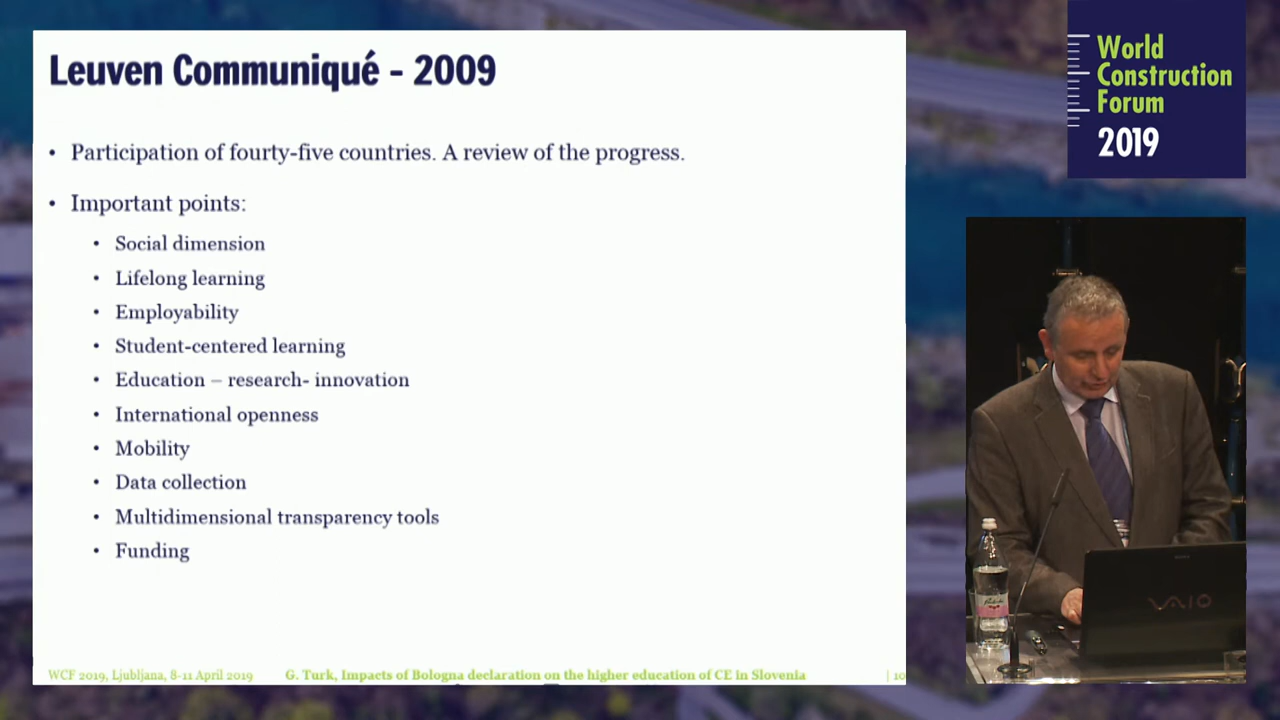 Leuven Communiqué - 2009
• Participation of fourty-five countries. A review of the progress.
• Important points:
• Social dimension
• Lifelong learning
• Employability
• Student-centered learning
• Education – research- innovation
• International openness
• Mobility
• Data collection
• Multidimensional transparency tools
• Funding
WCF 2019, Ljubljana, 8-11 April 2019 G. Turk, Impacts of Bologna declaration on the higher education of CE in Slovenia | 10
World
Construction
Forum
2019
VAIO